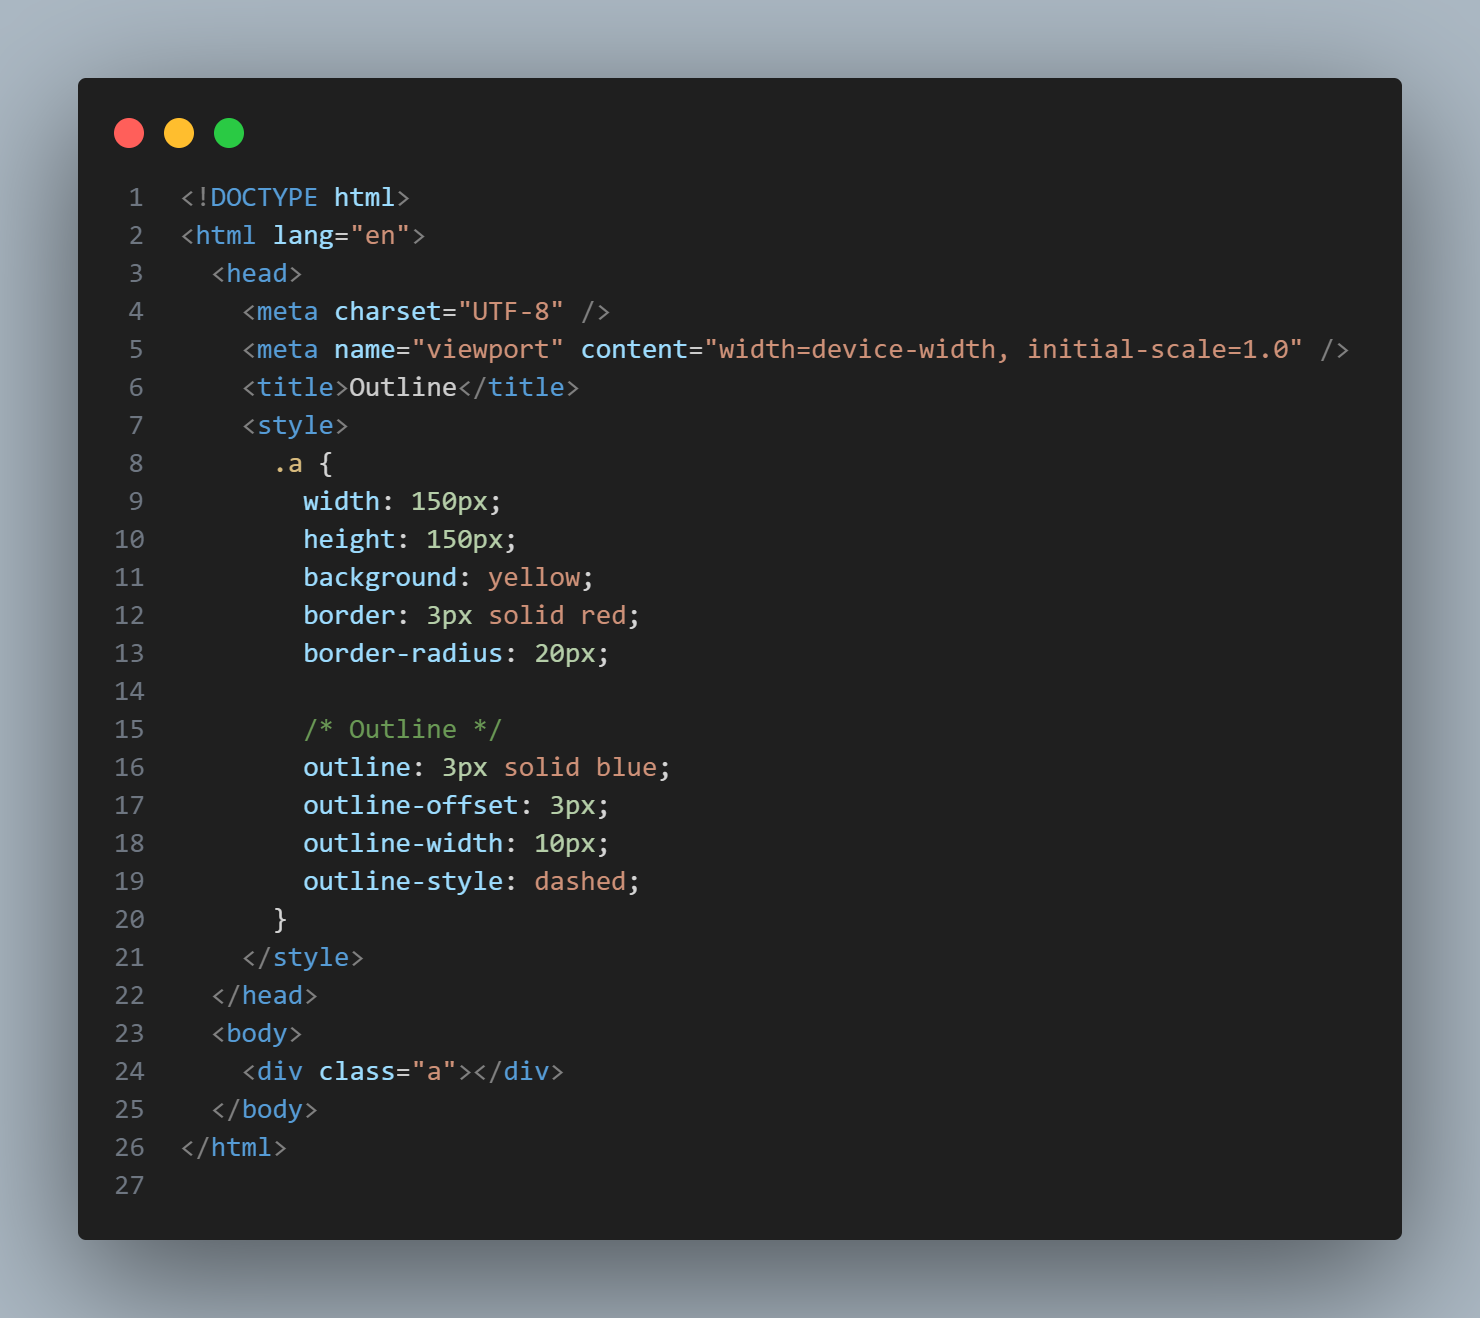 1 <!DOCTYPE html>
2 <html lang="en">
3   <head>
4     <meta charset="UTF-8" />
5     <meta name="viewport" content="width=device-width, initial-scale=1.0" />
6     <title>Outline</title>
7     <style>
8       .a {
9         width: 150px;
10         height: 150px;
11         background: yellow;
12         border: 3px solid red;
13         border-radius: 20px;
14
15         /* Outline */
16         outline: 3px solid blue;
17         outline-offset: 3px;
18         outline-width: 10px;
19         outline-style: dashed;
20       }
21     </style>
22   </head>
23   <body>
24     <div class="a"></div>
25   </body>
26 </html>
27